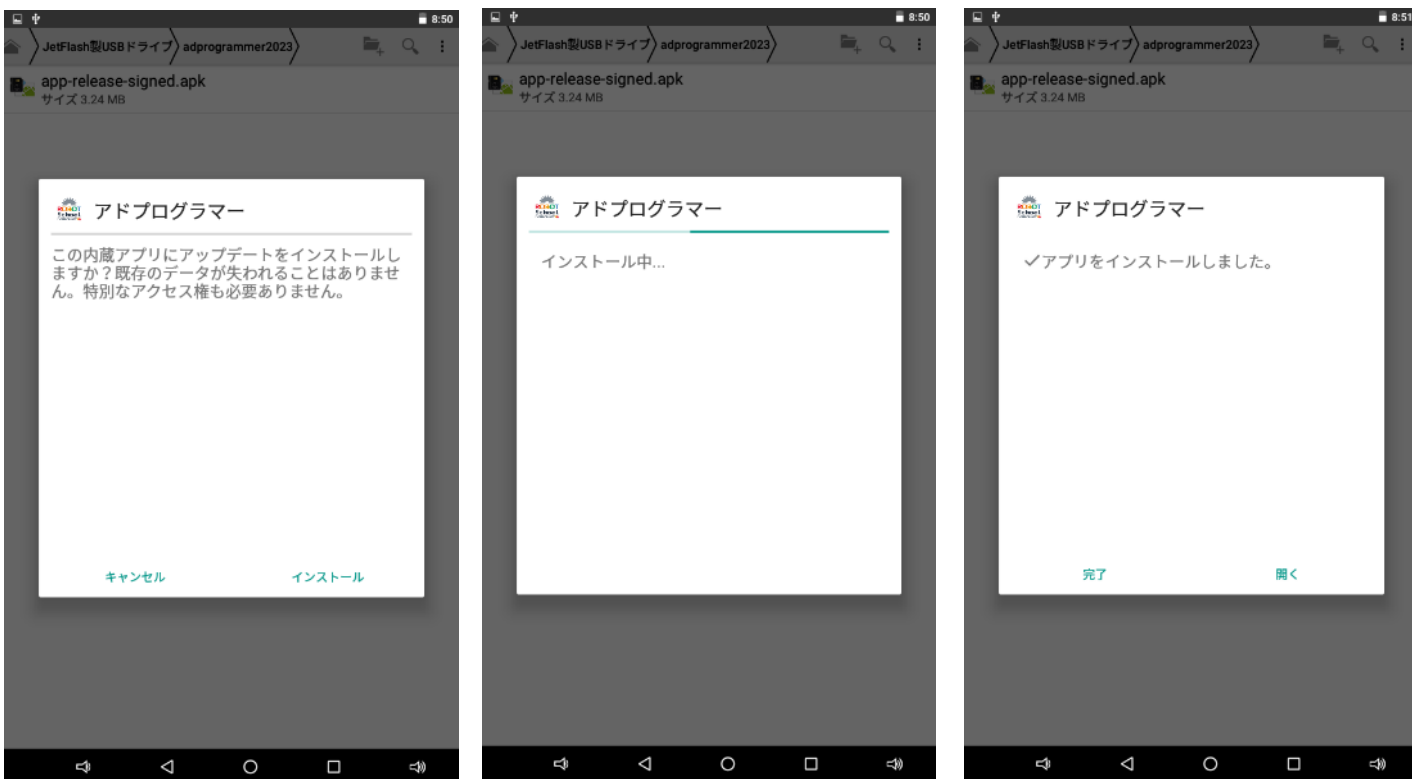 8:50
JetFlash製USBドライブ adprogrammer2023
app-release-signed.apk
サイズ 3.24 MB
アドプログラマー
この内蔵アプリにアップデートをインストールし
ますか？既存のデータが失われることはありませ
ん。特別なアクセス権も必要ありません。
キャンセル インストール
8:50
JetFlash製USBドライブ adprogrammer2023
app-release-signed.apk
サイズ 3.24 MB
アドプログラマー
インストール中...
8:51
JetFlash製USBドライブ adprogrammer2023
app-release-signed.apk
サイズ 3.24 MB
アドプログラマー
アプリをインストールしました。
完了 開く